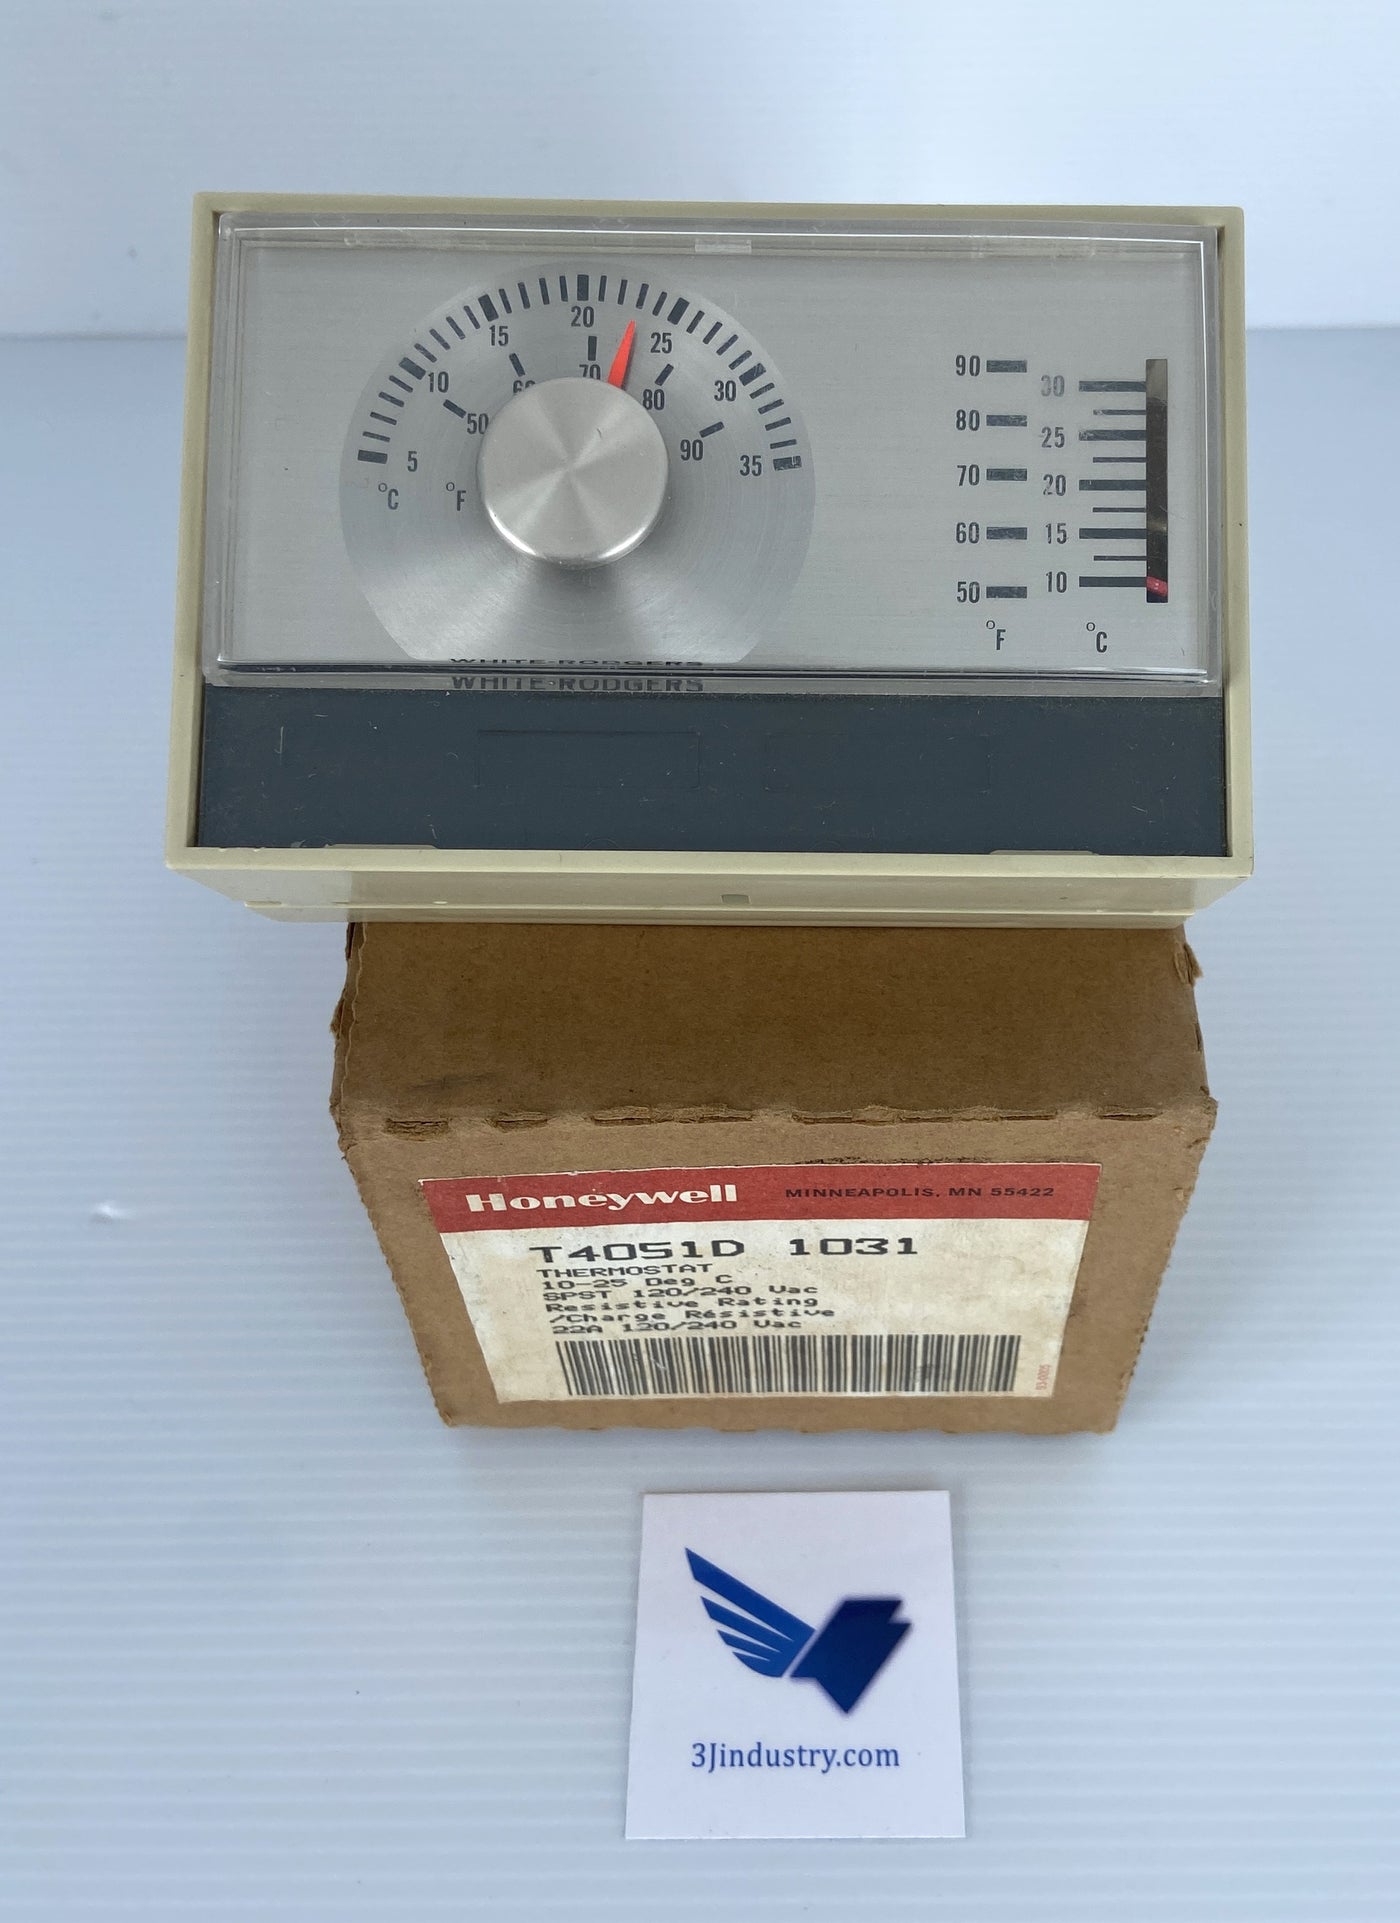 20
15 25
10 70 30
60 80
50
5 90 35
°C °F
90 30
80 25
70 20
60 15
50 10
°F °C
WHITE-RODGERS
WHITE-RODGERS
Honeywell MINNEAPOLIS, MN 55422
T4051D 1031
THERMOSTAT
10-25 Deg C
SPST 120/240 Vac
Resistive Rating
/Charge Résistive
22A 120/240 Vac
3Jindustry.com